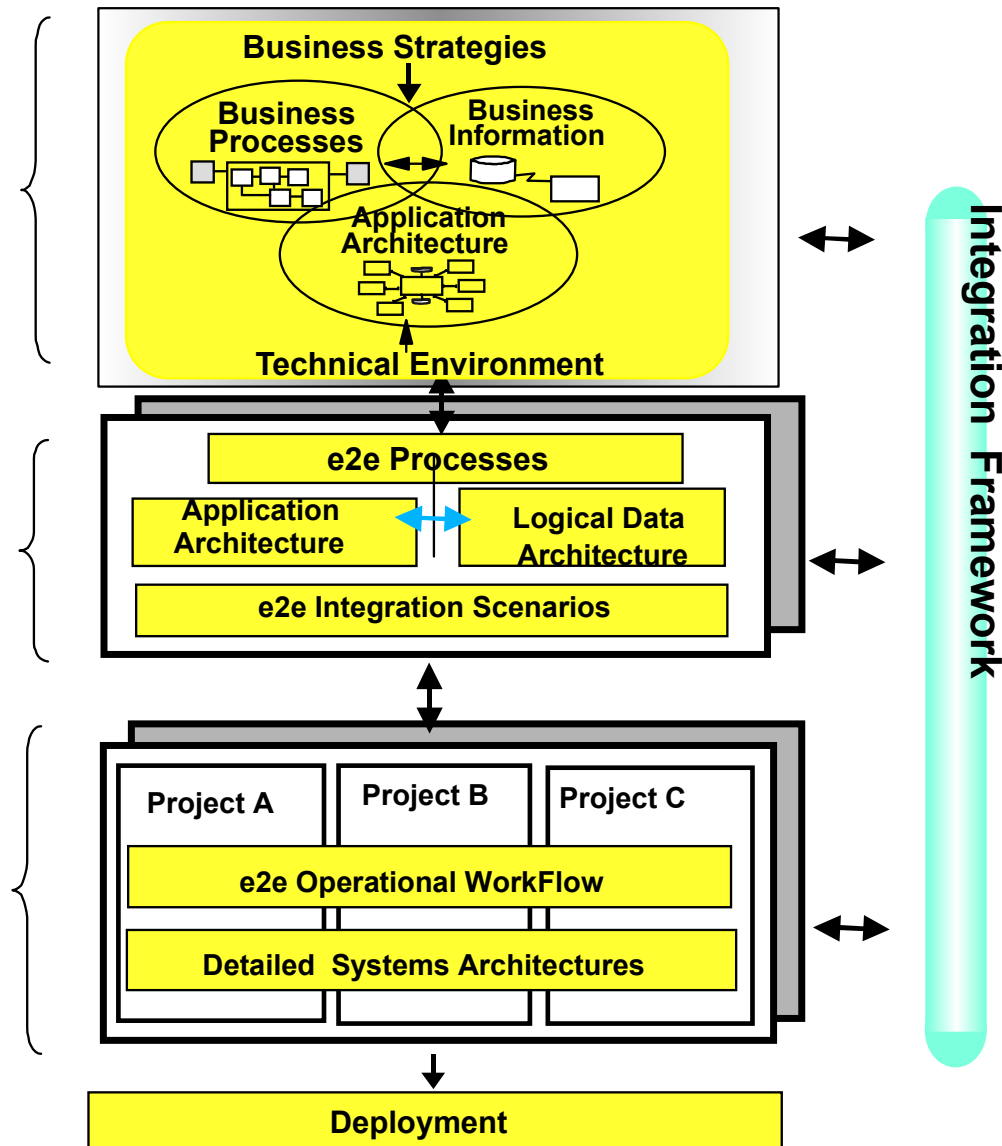 Business Strategies
Business
Processes
Business
Information
Application
Architecture
Technical Environment
e2e Processes
Application
Architecture
Logical Data
Architecture
e2e Integration Scenarios
Project A
Project B
Project C
e2e Operational WorkFlow
Detailed Systems Architectures
Deployment
Integration Framework